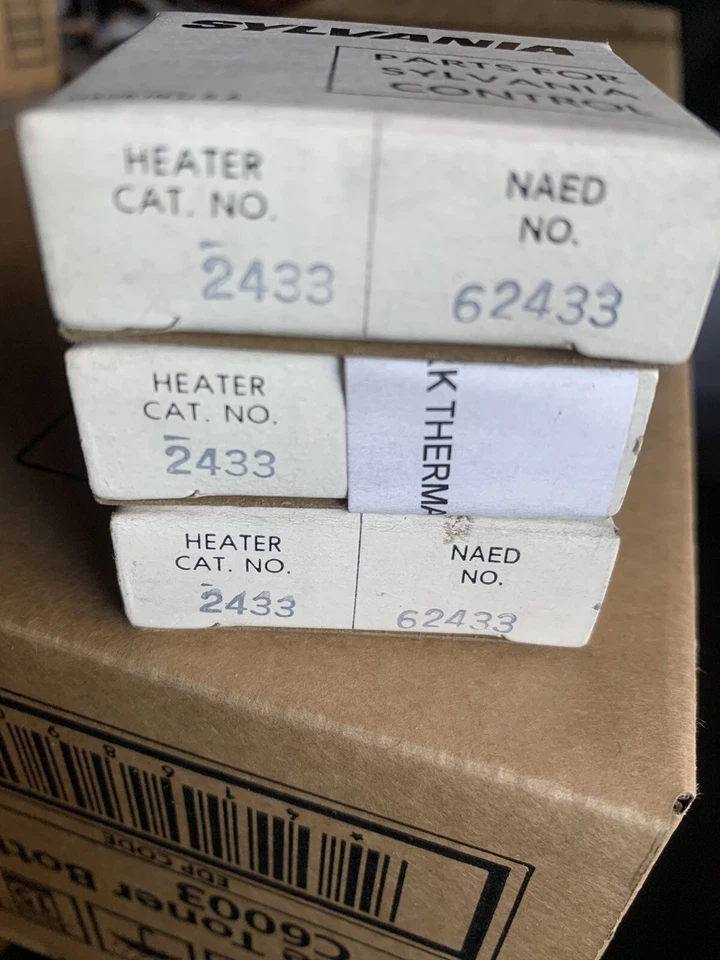 SYLVANIA
PARTS FOR
SYLVANIA
CONTROL
HEATER
CAT. NO.
2433
NAED
NO.
62433
HEATER
CAT. NO.
2433
K THERMA
HEATER
CAT. NO.
2433
NAED
NO.
62433
EDP CODE
Toner Bott
C6003